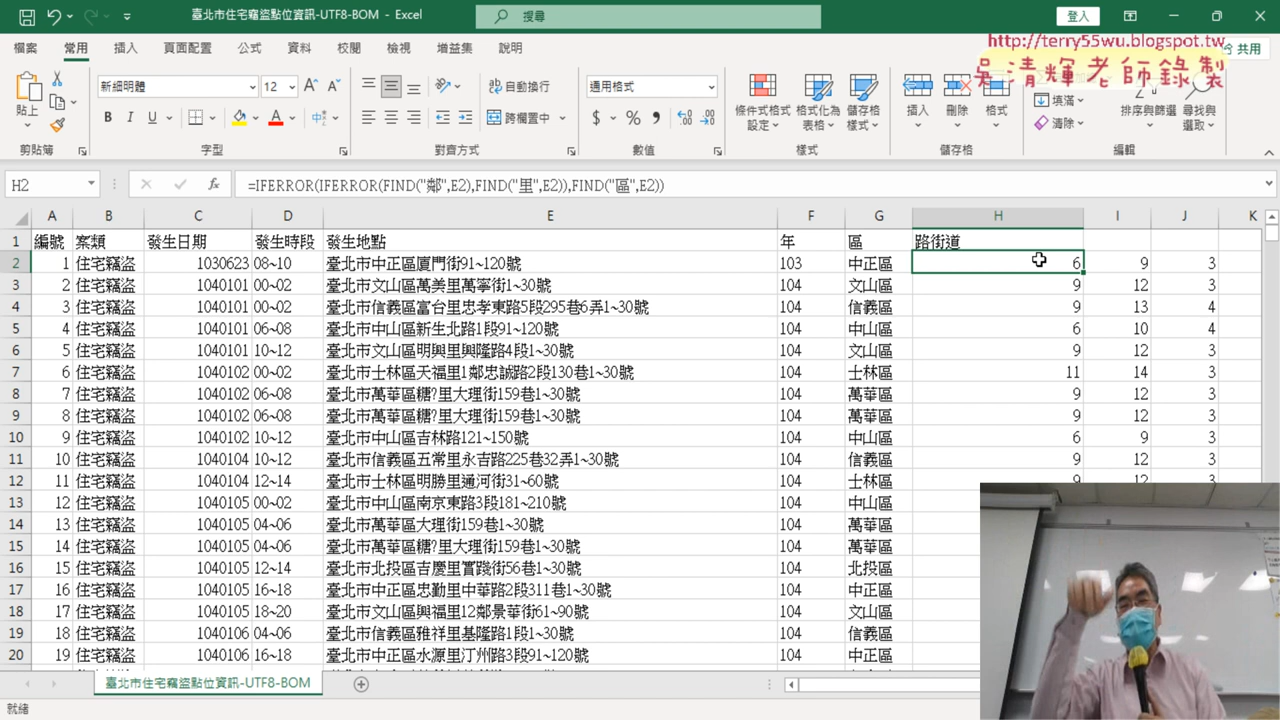 臺北市住宅竊盜點位資訊-UTF8-BOM - Excel
搜尋
登入
http://terry55wu.blogspot.tw
吳清輝老師錄製
檔案 常用 插入 頁面配置 公式 資料 校閱 檢視 增益集 說明 共用
貼上 新細明體 12 自動換行 通用格式 條件式格式設定 格式化為表格 儲存格樣式 插入 刪除 格式 填滿 清除 排序與篩選 尋找與選取
B I U A 中 跨欄置中 $ % ,
剪貼簿 字型 對齊方式 數值 樣式 儲存格 編輯
H2 fx =IFERROR(IFERROR(FIND("鄰",E2),FIND("里",E2)),FIND("區",E2))
A B C D E F G H I J K
1 編號 案類 發生日期 發生時段 發生地點 年 區 路街道
2 1 住宅竊盜 1030623 08~10 臺北市中正區廈門街91~120號 103 中正區 6 9 3
3 2 住宅竊盜 1040101 00~02 臺北市文山區萬美里萬寧街1~30號 104 文山區 9 12 3
4 3 住宅竊盜 1040101 00~02 臺北市信義區富台里忠孝東路5段295巷6弄1~30號 104 信義區 9 13 4
5 4 住宅竊盜 1040101 06~08 臺北市中山區新生北路1段91~120號 104 中山區 6 10 4
6 5 住宅竊盜 1040101 10~12 臺北市文山區明興里興隆路4段1~30號 104 文山區 9 12 3
7 6 住宅竊盜 1040102 00~02 臺北市士林區天福里1鄰忠誠路2段130巷1~30號 104 士林區 11 14 3
8 7 住宅竊盜 1040102 06~08 臺北市萬華區糖?里大理街159巷1~30號 104 萬華區 9 12 3
9 8 住宅竊盜 1040102 06~08 臺北市萬華區糖?里大理街159巷1~30號 104 萬華區 9 12 3
10 9 住宅竊盜 1040102 10~12 臺北市中山區吉林路121~150號 104 中山區 6 9 3
11 10 住宅竊盜 1040104 10~12 臺北市信義區五常里永吉路225巷32弄1~30號 104 信義區 9 12 3
12 11 住宅竊盜 1040104 12~14 臺北市士林區明勝里通河街31~60號 104 士林區 9 12 3
13 12 住宅竊盜 1040105 00~02 臺北市中山區南京東路3段181~210號 104 中山區
14 13 住宅竊盜 1040105 04~06 臺北市萬華區大理街159巷1~30號 104 萬華區
15 14 住宅竊盜 1040105 04~06 臺北市萬華區糖?里大理街159巷1~30號 104 萬華區
16 15 住宅竊盜 1040105 12~14 臺北市北投區吉慶里實踐街56巷1~30號 104 北投區
17 16 住宅竊盜 1040105 16~18 臺北市中正區忠勤里中華路2段311巷1~30號 104 中正區
18 17 住宅竊盜 1040105 18~20 臺北市文山區興福里12鄰景華街61~90號 104 文山區
19 18 住宅竊盜 1040106 04~06 臺北市信義區雅祥里基隆路1段1~30號 104 信義區
20 19 住宅竊盜 1040106 16~18 臺北市中正區水源里汀州路3段91~120號 104 中正區
臺北市住宅竊盜點位資訊-UTF8-BOM
就緒